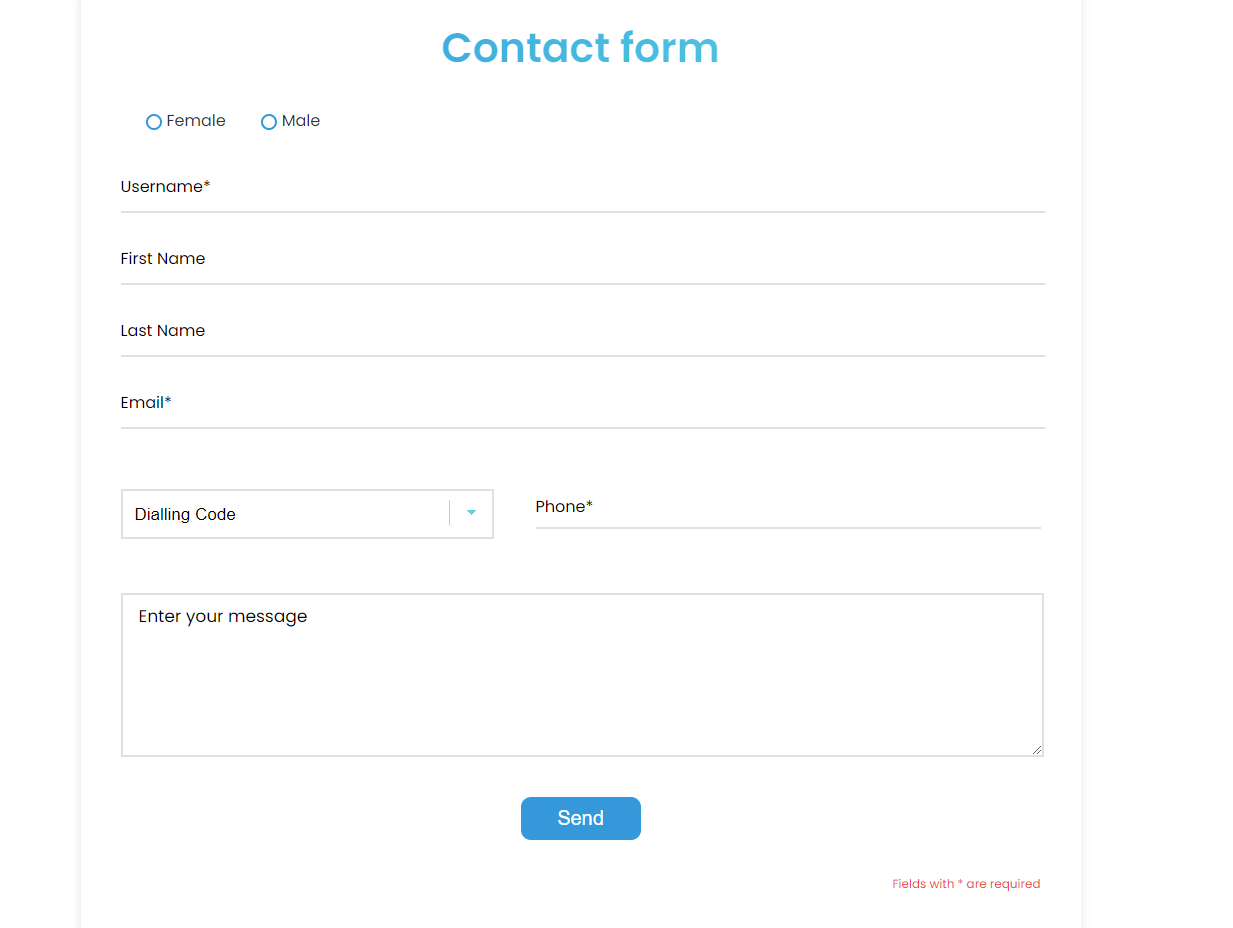 Contact form
Female Male
Username*
First Name
Last Name
Email*
Dialling Code Phone*
Enter your message
Send
Fields with * are required